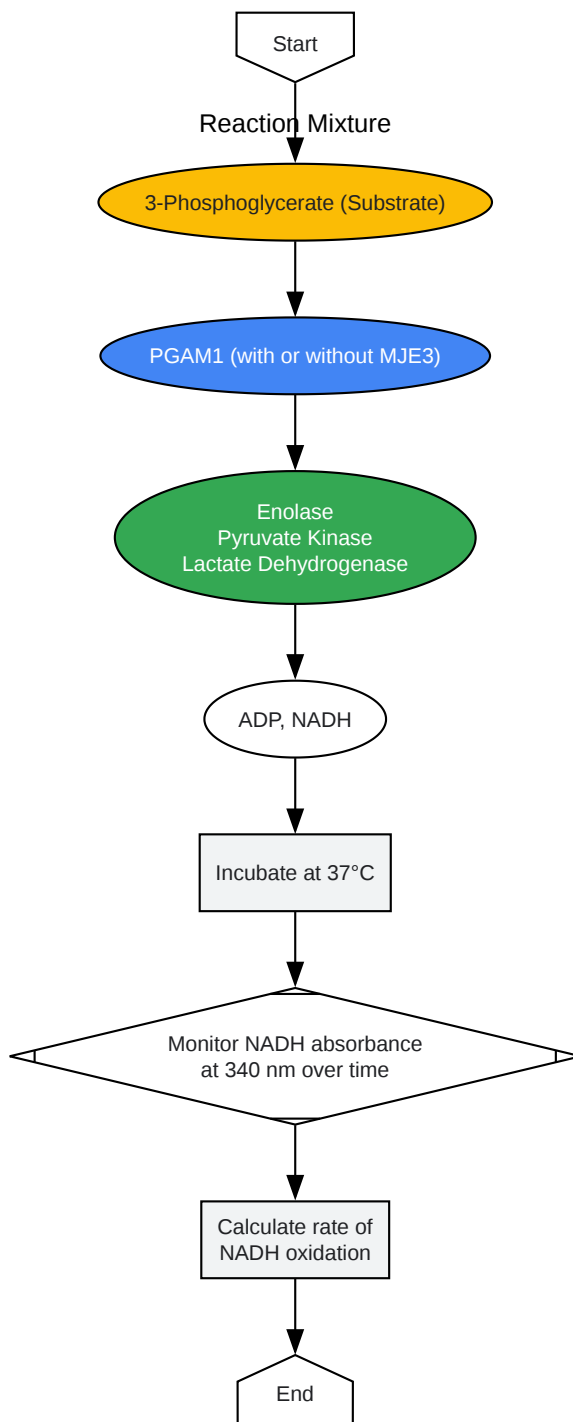 Start
Reaction Mixture
3-Phosphoglycerate (Substrate)
PGAM1 (with or without MJE3)
Enolase
Pyruvate Kinase
Lactate Dehydrogenase
ADP, NADH
Incubate at 37°C
Monitor NADH absorbance
at 340 nm over time
Calculate rate of
NADH oxidation
End